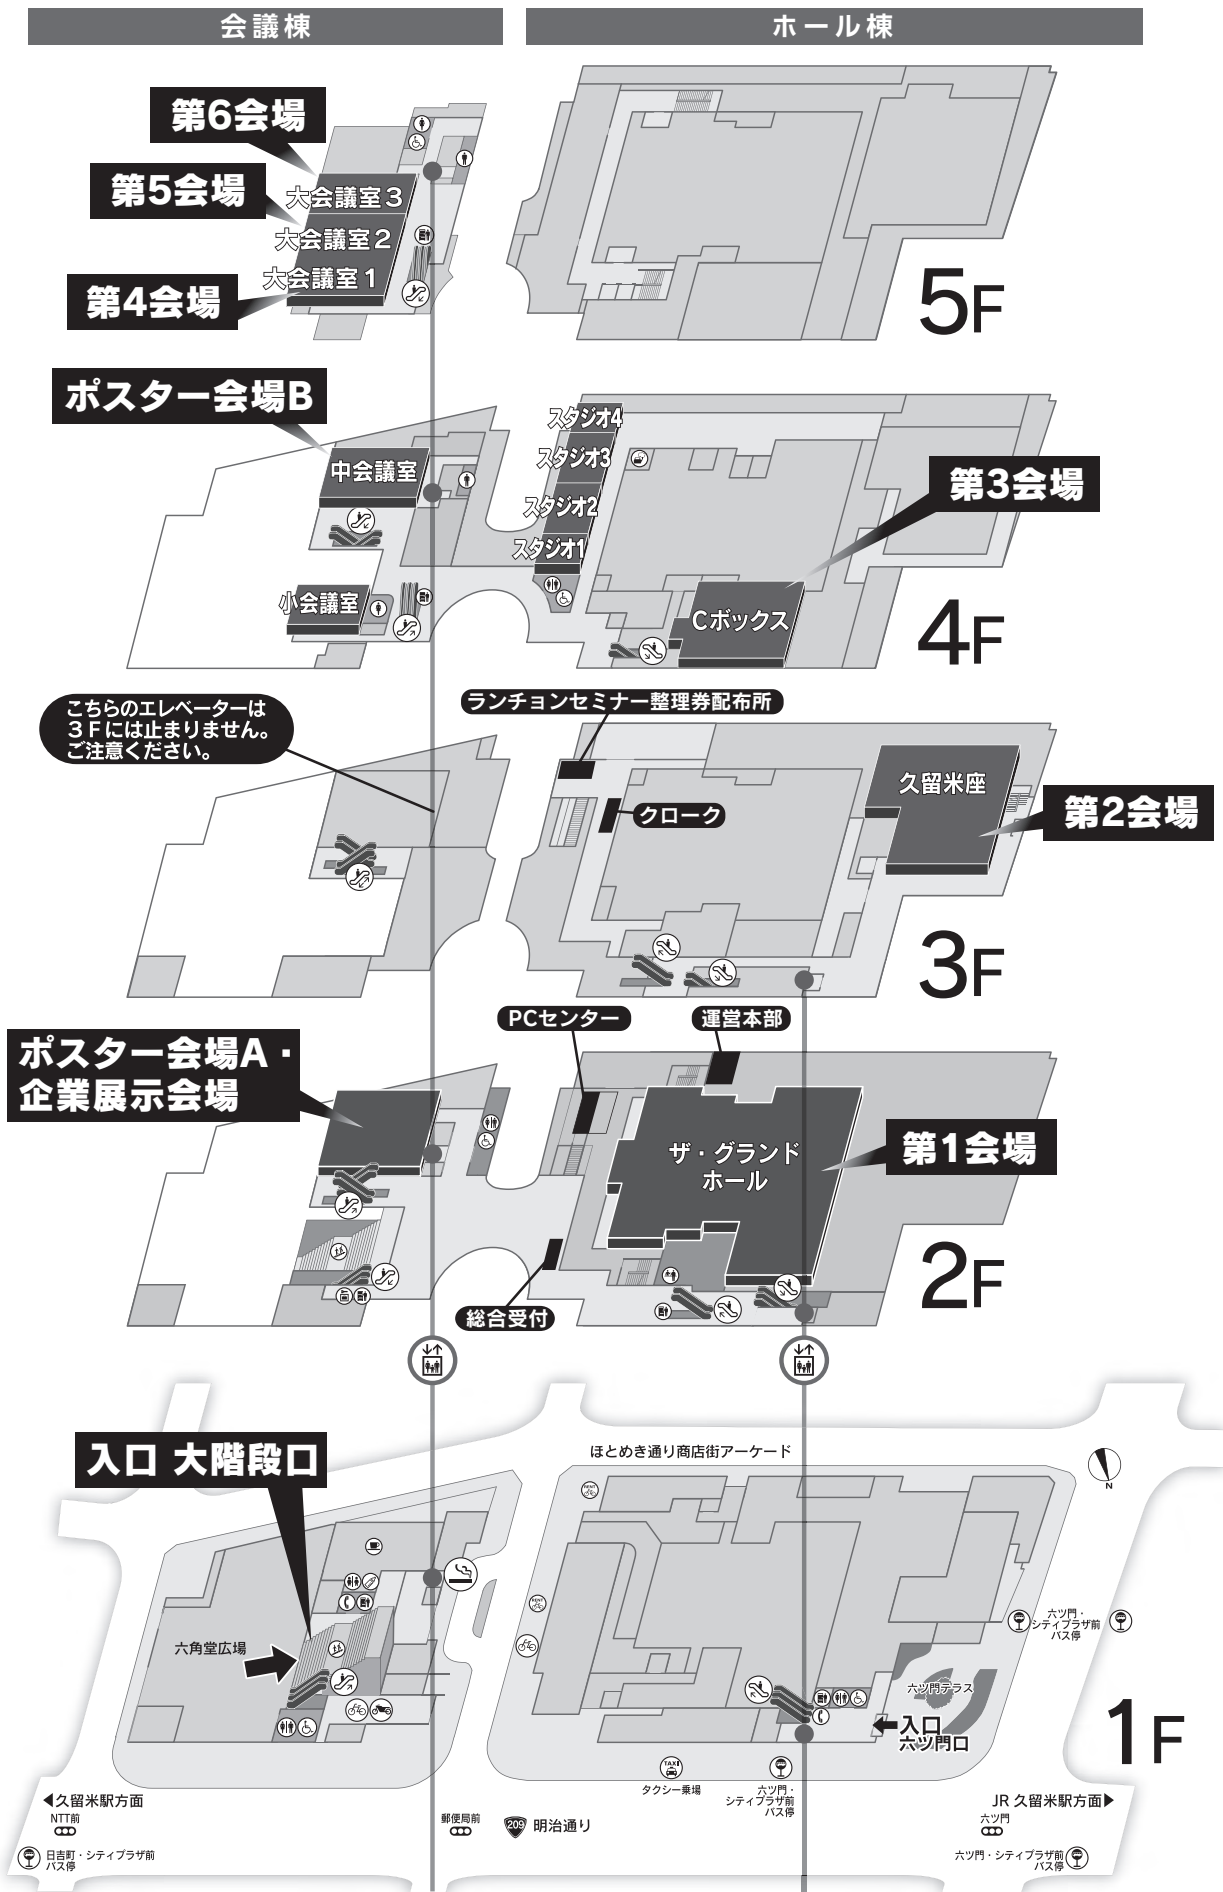 会議棟
ホール棟
第6会場
第5会場
第4会場
大会議室3
大会議室2
大会議室1
5F
ポスター会場B
中会議室
小会議室
スタジオ4
スタジオ3
スタジオ2
スタジオ1
第3会場
Cボックス
4F
こちらのエレベーターは
3Fには止まりません。
ご注意ください。
ランチョンセミナー整理券配布所
クローク
久留米座
第2会場
3F
PCセンター
運営本部
ポスター会場A・
企業展示会場
ザ・グランド
ホール
第1会場
総合受付
2F
入口 大階段口
ほとめき通り商店街アーケード
N
RENT
RENT
六角堂広場
六ツ門・
シティプラザ前
バス停
六ツ門テラス
入口
六ツ門口
1F
TAXI
タクシー乗場
六ツ門・
シティプラザ前
バス停
◀久留米駅方面
NTT前
日吉町・シティプラザ前
バス停
郵便局前
209
明治通り
JR 久留米駅方面▶
六ツ門
六ツ門・シティプラザ前
バス停